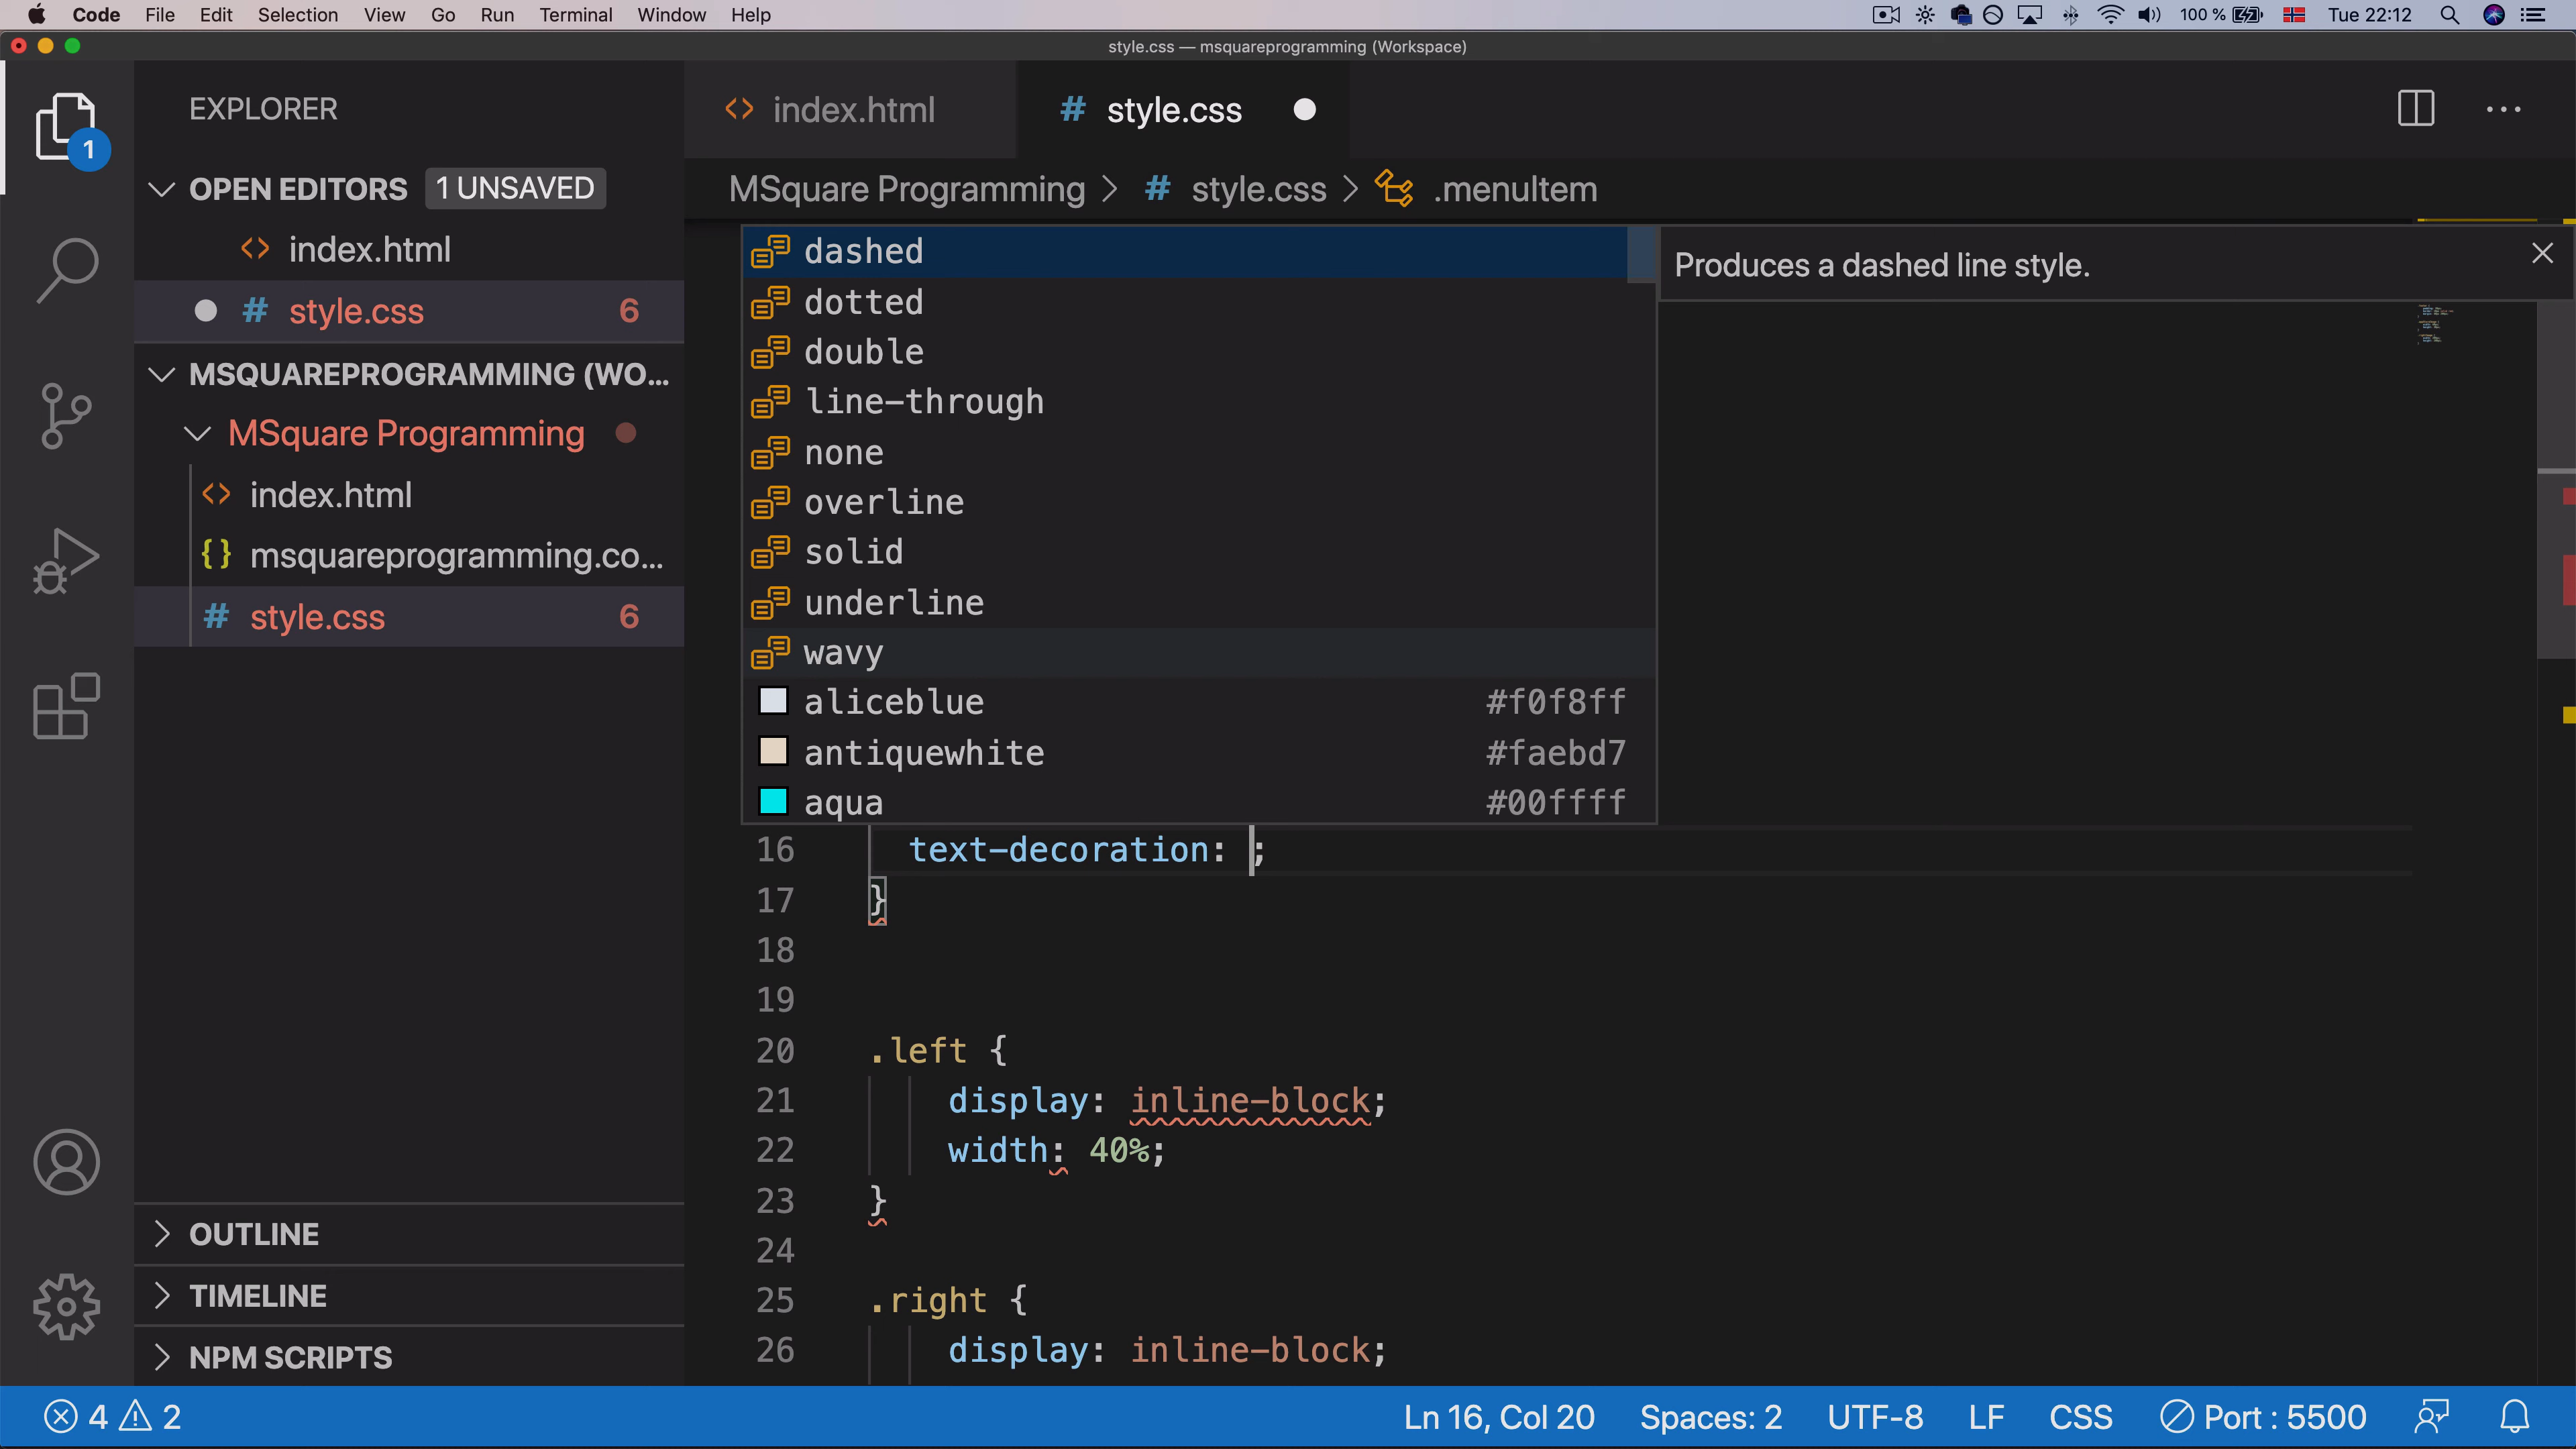 Code File Edit Selection View Go Run Terminal Window Help 100 % Tue 22:12
style.css — msquareprogramming (Workspace)
EXPLORER
OPEN EDITORS 1 UNSAVED
<> index.html
# style.css 6
MSQUAREPROGRAMMING (WO...
MSquare Programming
<> index.html
{} msquareprogramming.co...
# style.css 6
OUTLINE
TIMELINE
NPM SCRIPTS
1
<> index.html # style.css
MSquare Programming > # style.css > .menuItem
dashed
dotted
double
line-through
none
overline
solid
underline
wavy
aliceblue #f0f8ff
antiquewhite #faebd7
aqua #00ffff
Produces a dashed line style.
16 text-decoration: ;
17 }
18
19
20 .left {
21 display: inline-block;
22 width: 40%;
23 }
24
25 .right {
26 display: inline-block;
4 2 Ln 16, Col 20 Spaces: 2 UTF-8 LF CSS Port : 5500